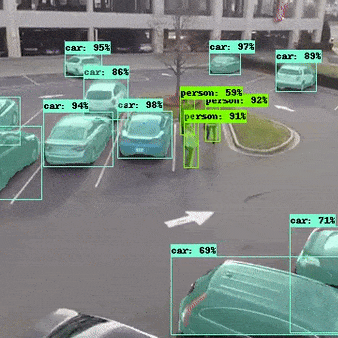 car: 95%
car: 97%
car: 89%
car: 86%
person: 59%
person: 92%
car: 94%
car: 98%
person: 91%
car: 71%
car: 69%